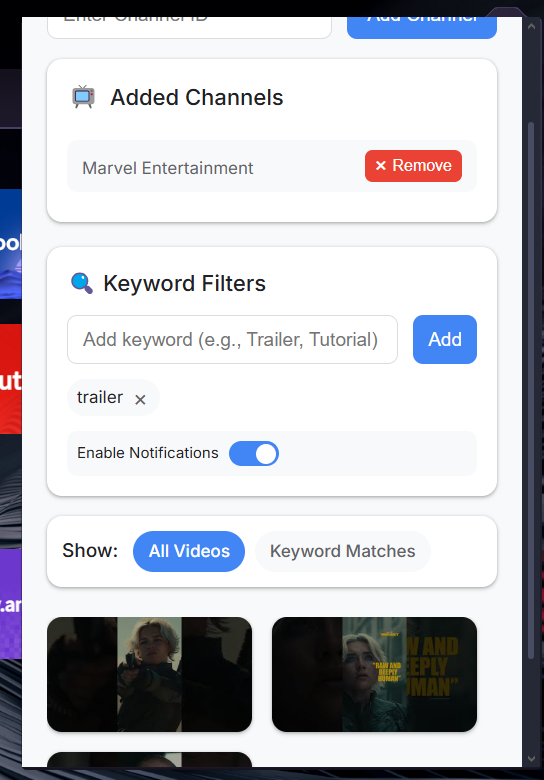 Enter Channel ID
Add Channel
Added Channels
Marvel Entertainment
✕ Remove
Keyword Filters
Add keyword (e.g., Trailer, Tutorial)
Add
trailer ✕
Enable Notifications
Show:
All Videos
Keyword Matches
"RAW AND
DEEPLY
HUMAN"